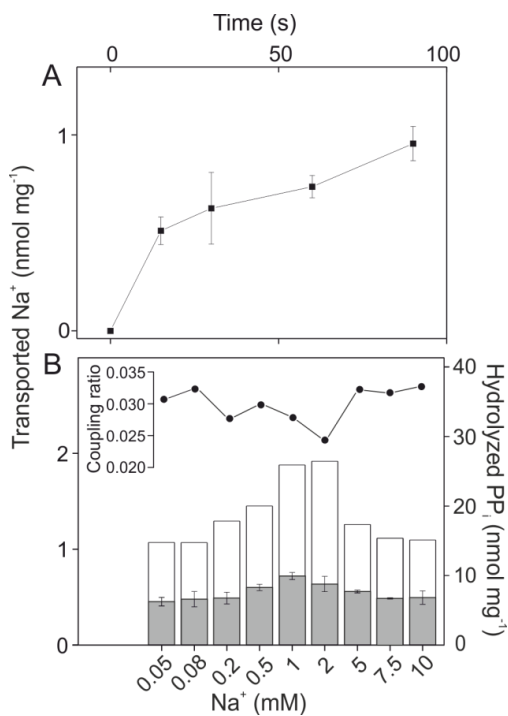 Time (s)
0 50 100
A
1
0
Transported Na⁺ (nmol mg⁻¹)
B
Coupling ratio
0.035
0.030
0.025
0.020
2
1
0
40
30
20
10
0
Hydrolyzed PPᵢ (nmol mg⁻¹)
0.05 0.08 0.2 0.5 1 2 5 7.5 10
Na⁺ (mM)